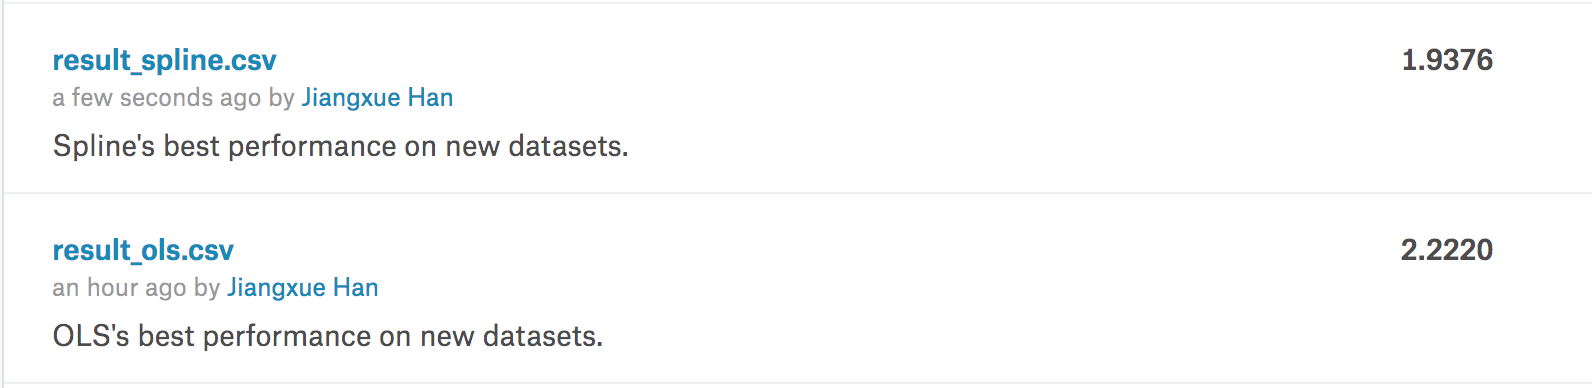 result_spline.csv 1.9376
a few seconds ago by Jiangxue Han
Spline's best performance on new datasets.
result_ols.csv 2.2220
an hour ago by Jiangxue Han
OLS's best performance on new datasets.